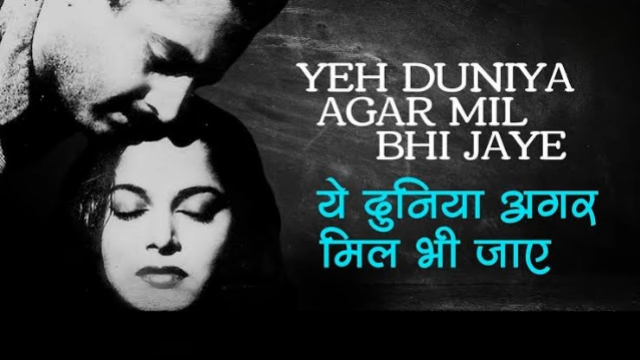 YEH DUNIYA
AGAR MIL
BHI JAYE
ये दुनिया अगर
मिल भी जाए